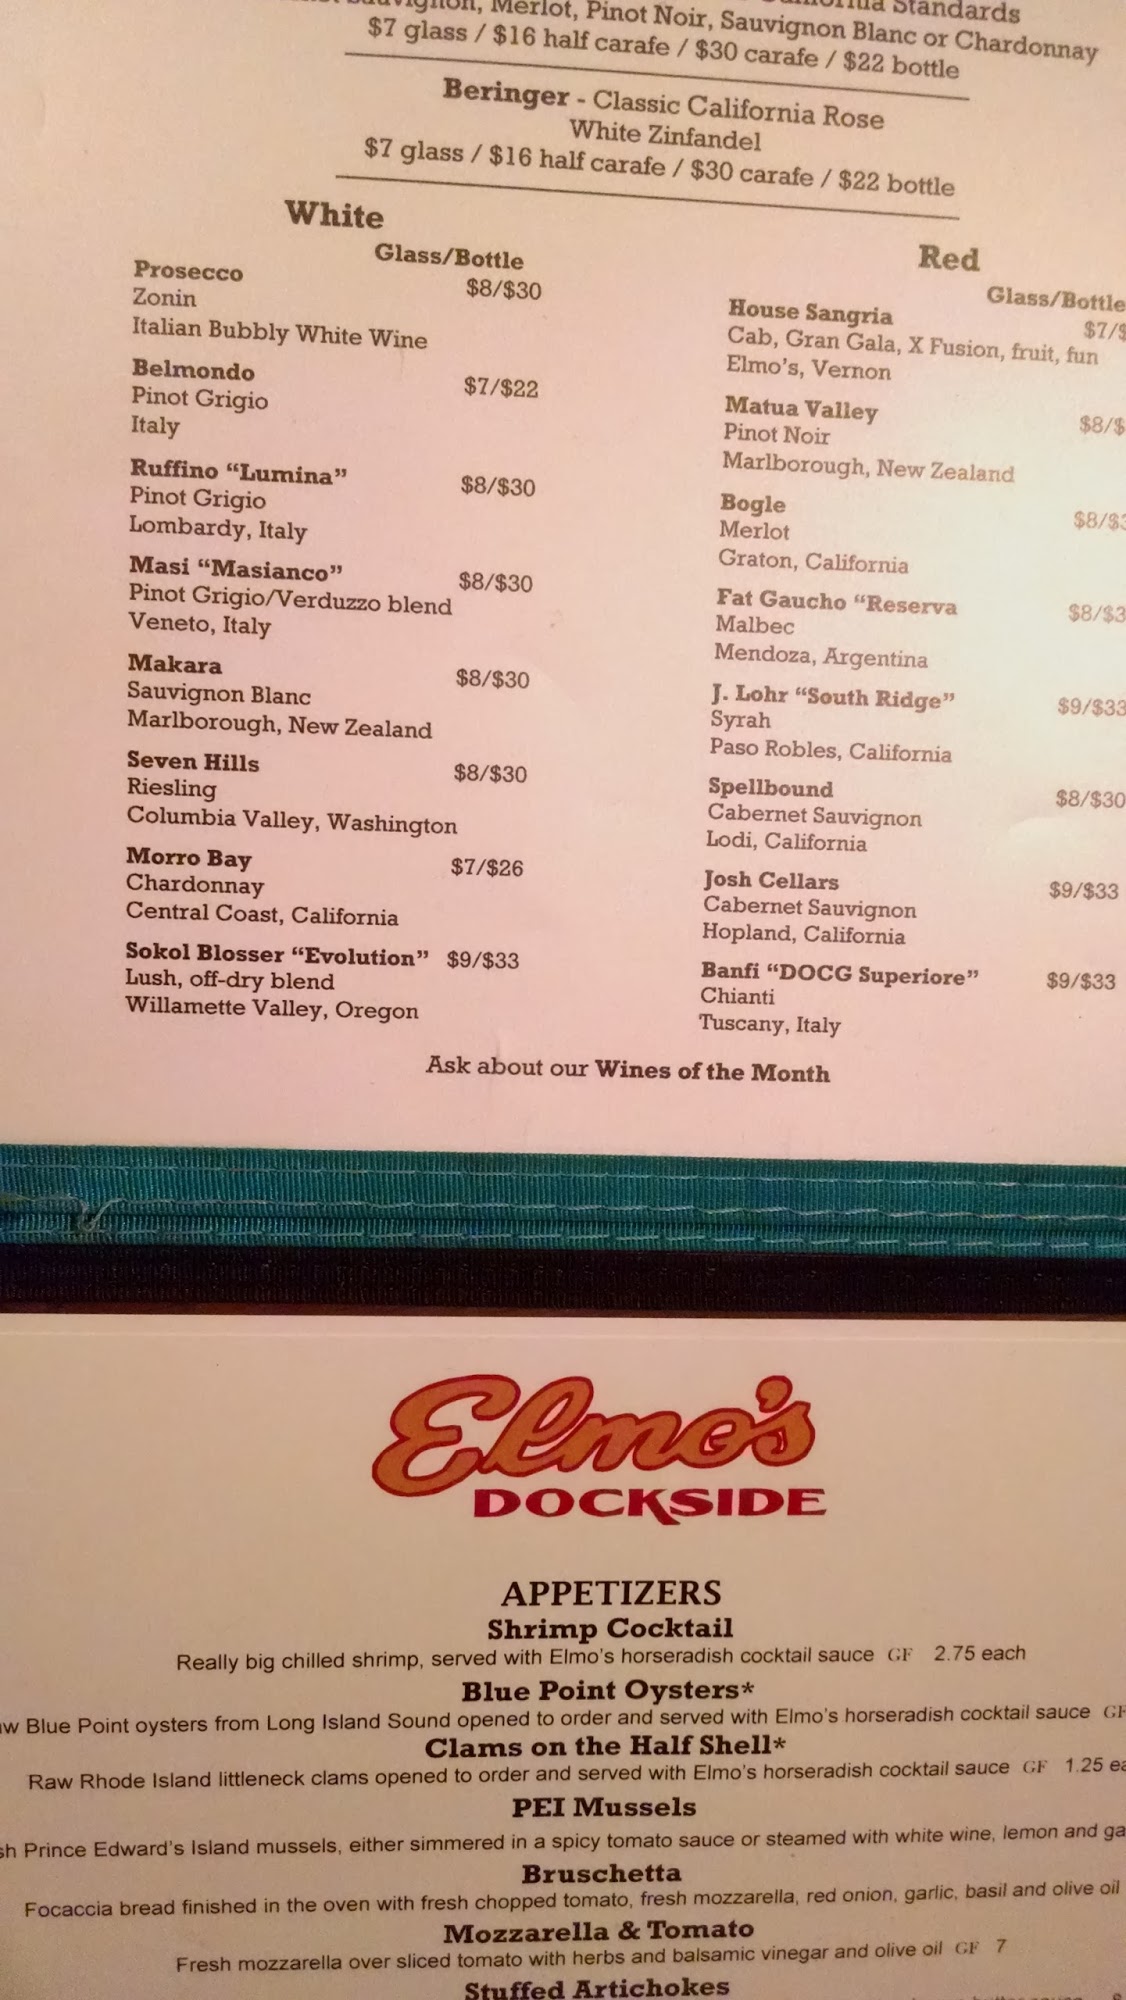 Merlot, Pinot Noir, Sauvignon Blanc or Chardonnay
Standards
$7 glass / $16 half carafe / $30 carafe / $22 bottle
Beringer - Classic California Rose
White Zinfandel
$7 glass / $16 half carafe / $30 carafe / $22 bottle
White
Glass/Bottle
Prosecco $8/$30
Zonin
Italian Bubbly White Wine
Belmondo $7/$22
Pinot Grigio
Italy
Ruffino “Lumina” $8/$30
Pinot Grigio
Lombardy, Italy
Masi “Masianco” $8/$30
Pinot Grigio/Verduzzo blend
Veneto, Italy
Makara $8/$30
Sauvignon Blanc
Marlborough, New Zealand
Seven Hills $8/$30
Riesling
Columbia Valley, Washington
Morro Bay $7/$26
Chardonnay
Central Coast, California
Sokol Blosser “Evolution” $9/$33
Lush, off-dry blend
Willamette Valley, Oregon
Red
Glass/Bottle
House Sangria $7/$
Cab, Gran Gala, X Fusion, fruit, fun
Elmo's, Vernon
Matua Valley $8/$
Pinot Noir
Marlborough, New Zealand
Bogle $8/$3
Merlot
Graton, California
Fat Gaucho “Reserva $8/$3
Malbec
Mendoza, Argentina
J. Lohr “South Ridge” $9/$33
Syrah
Paso Robles, California
Spellbound $8/$30
Cabernet Sauvignon
Lodi, California
Josh Cellars $9/$33
Cabernet Sauvignon
Hopland, California
Banfi “DOCG Superiore” $9/$33
Chianti
Tuscany, Italy
Ask about our Wines of the Month
Elmo's
DOCKSIDE
APPETIZERS
Shrimp Cocktail
Really big chilled shrimp, served with Elmo's horseradish cocktail sauce GF 2.75 each
Blue Point Oysters*
Blue Point oysters from Long Island Sound opened to order and served with Elmo's horseradish cocktail sauce GF
Clams on the Half Shell*
Raw Rhode Island littleneck clams opened to order and served with Elmo's horseradish cocktail sauce GF 1.25 ea
PEI Mussels
Prince Edward's Island mussels, either simmered in a spicy tomato sauce or steamed with white wine, lemon and ga
Bruschetta
Focaccia bread finished in the oven with fresh chopped tomato, fresh mozzarella, red onion, garlic, basil and olive oil
Mozzarella & Tomato
Fresh mozzarella over sliced tomato with herbs and balsamic vinegar and olive oil GF 7
Stuffed Artichokes